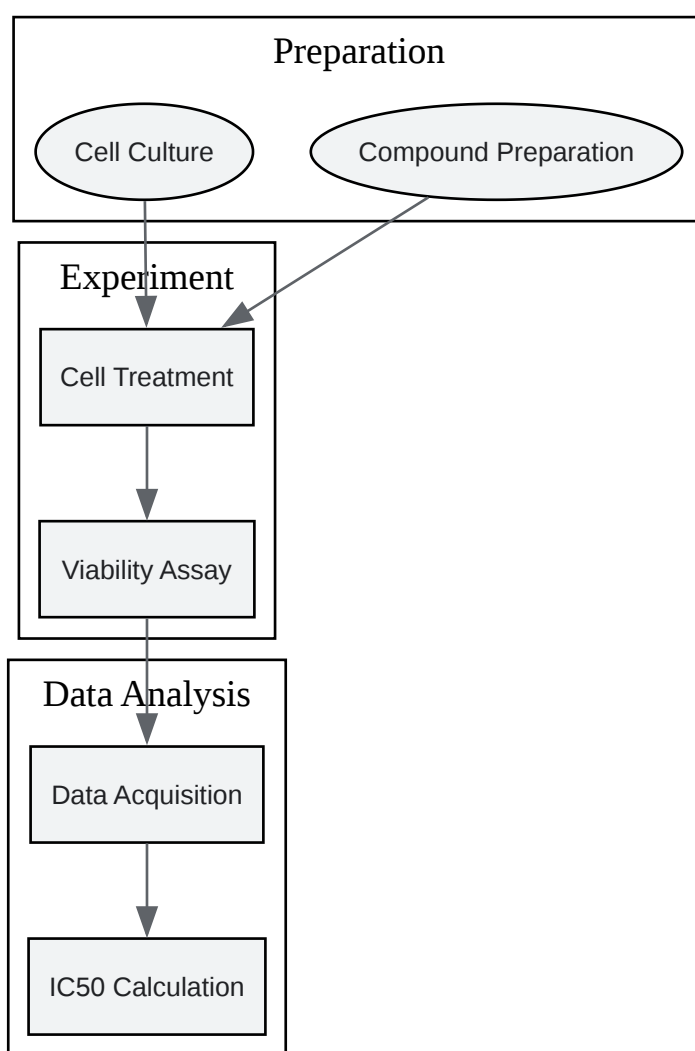 Preparation
Cell Culture
Compound Preparation
Experiment
Cell Treatment
Viability Assay
Data Analysis
Data Acquisition
IC50 Calculation